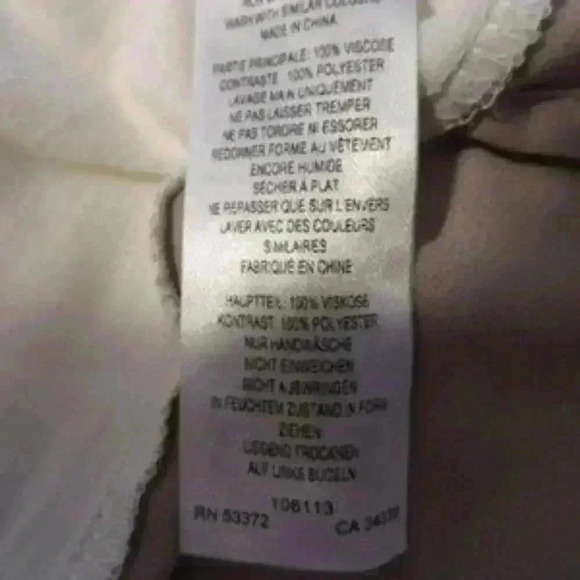 WASH WITH SIMILAR COLOURS
MADE IN CHINA
PARTIE PRINCIPALE: 100% VISCOSE
CONTRASTE 100% POLYESTER
LAVAGE MAIN UNIQUEMENT
NE PAS LAISSER TREMPER
NE PAS TORDRE NI ESSORER
REDONNER FORME AU VÊTEMENT
ENCORE HUMIDE
SÉCHER À PLAT
NE REPASSER QUE SUR L'ENVERS
LAVER AVEC DES COULEURS
SIMILAIRES
FABRIQUÉ EN CHINE
HAUPTTEIL: 100% VISKOSE
KONTRAST: 100% POLYESTER
NUR HANDWÄSCHE
NICHT EINWEICHEN
NICHT AUSWRINGEN
IN FEUCHTEM ZUSTAND IN FORM
ZIEHEN
LIEGEND TROCKNEN
AUF LINKS BÜGELN
106113
RN 53372
CA